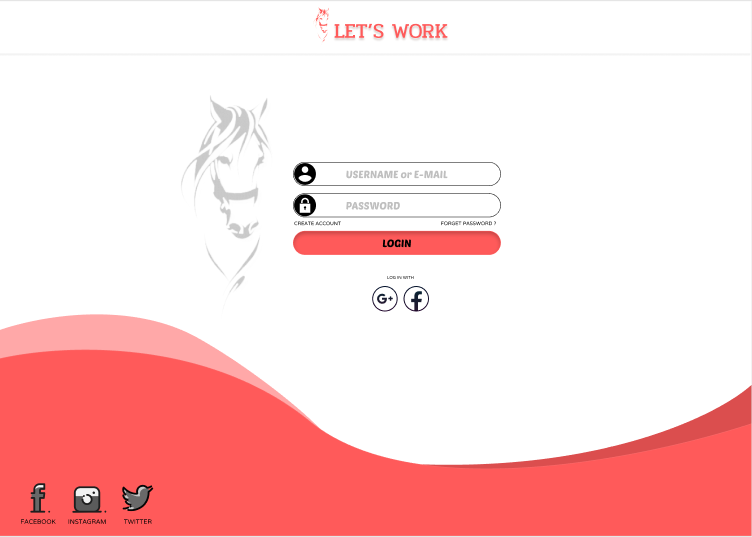 LET'S WORK
USERNAME or E-MAIL
PASSWORD
CREATE ACCOUNT
FORGET PASSWORD ?
LOGIN
LOG IN WITH
G+
FACEBOOK
INSTAGRAM
TWITTER